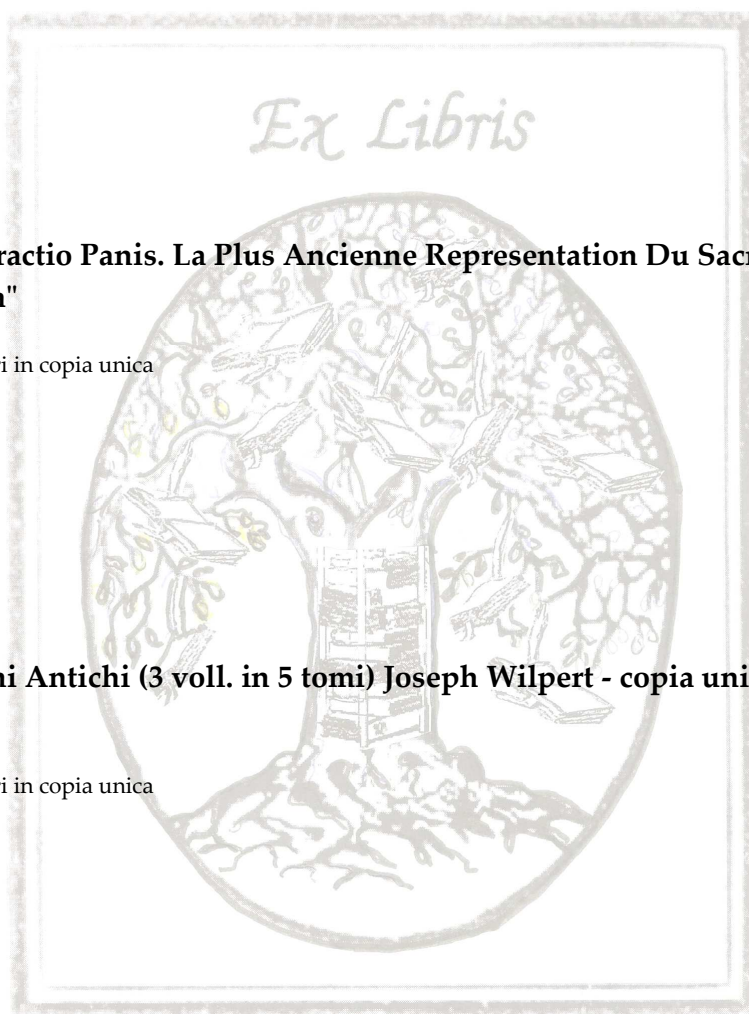 Ex Libris
ractio Panis. La Plus Ancienne Representation Du Sacr
"
i in copia unica
ni Antichi (3 voll. in 5 tomi) Joseph Wilpert - copia uni
i in copia unica